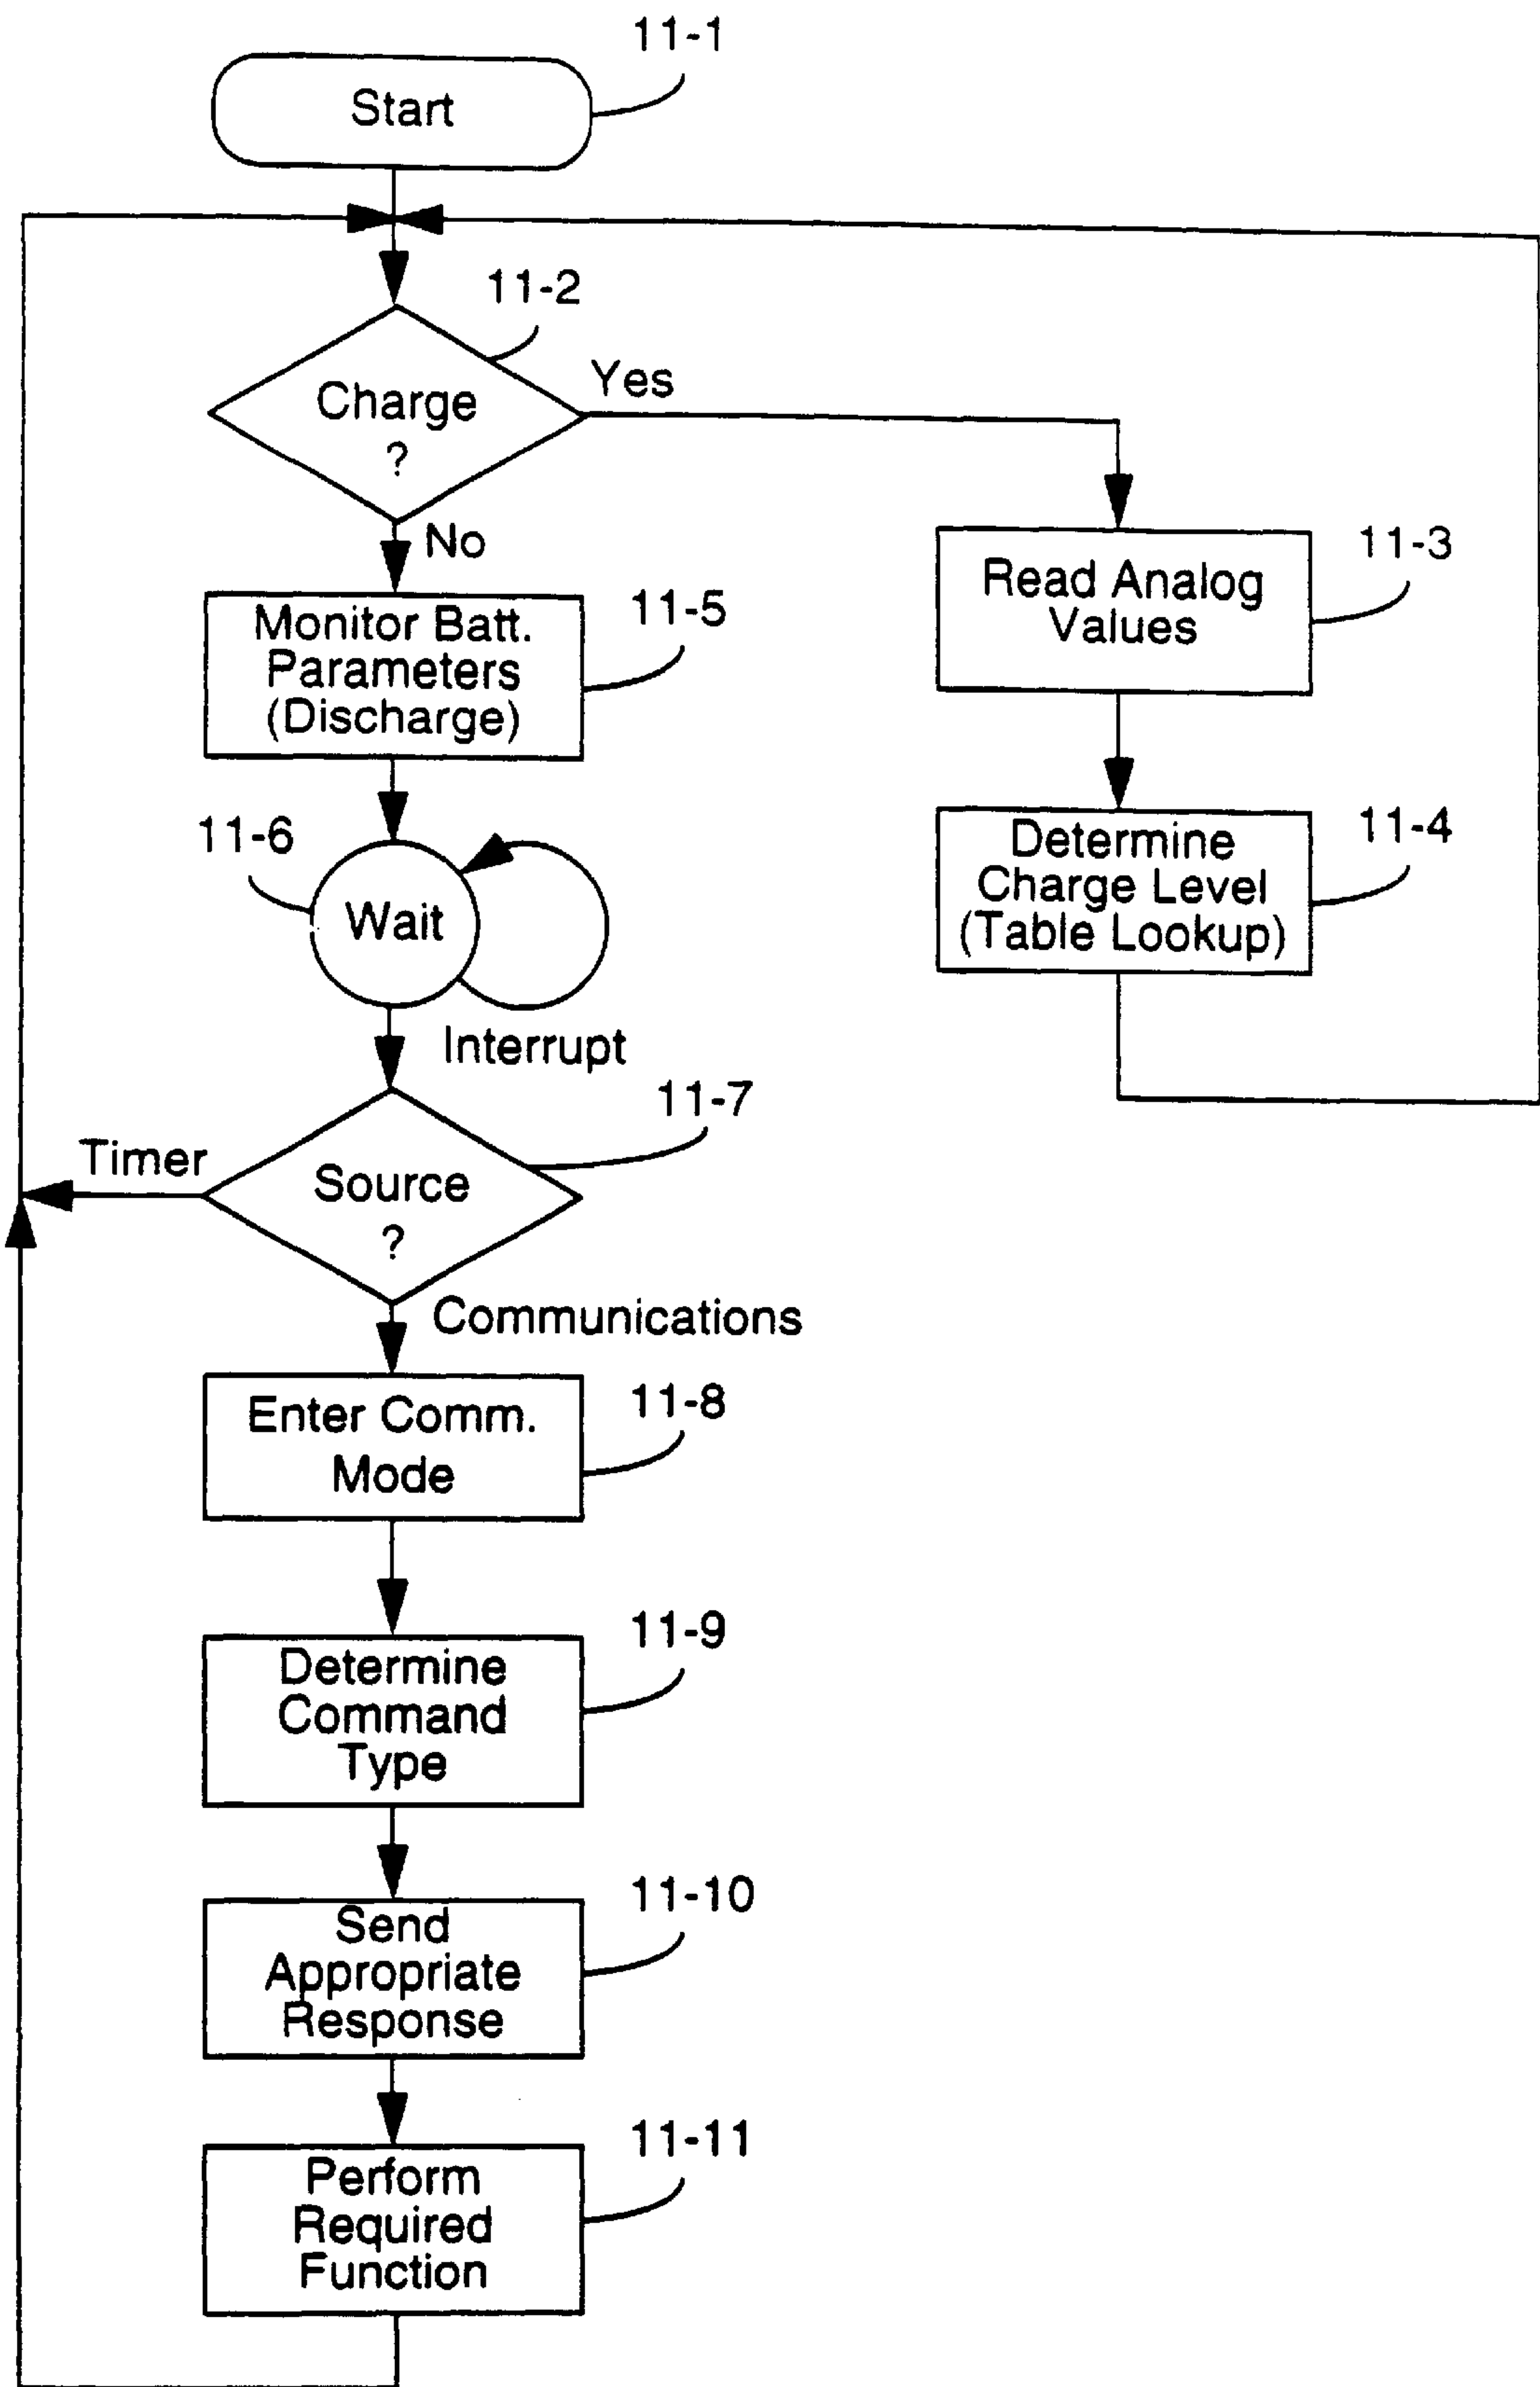 11-1
Start
11-2
Charge
?
Yes
No
11-3
Read Analog
Values
11-5
Monitor Batt.
Parameters
(Discharge)
11-4
Determine
Charge Level
(Table Lookup)
11-6
Wait
Interrupt
11-7
Timer
Source
?
Communications
11-8
Enter Comm.
Mode
11-9
Determine
Command
Type
11-10
Send
Appropriate
Response
11-11
Perform
Required
Function